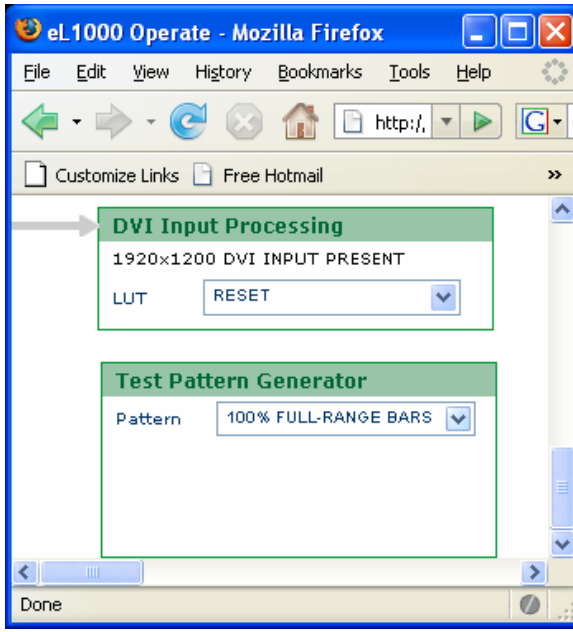 eL1000 Operate - Mozilla Firefox
File Edit View History Bookmarks Tools Help
http:/, G
Customize Links Free Hotmail »
DVI Input Processing
1920x1200 DVI INPUT PRESENT
LUT RESET
Test Pattern Generator
Pattern 100% FULL-RANGE BARS
Done